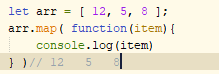 let arr = [ 12, 5, 8 ];
arr.map( function(item){
    console.log(item)
} )// 12   5    8